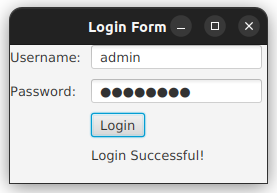 Login Form
Username: admin
Password: ●●●●●●●●
Login
Login Successful!